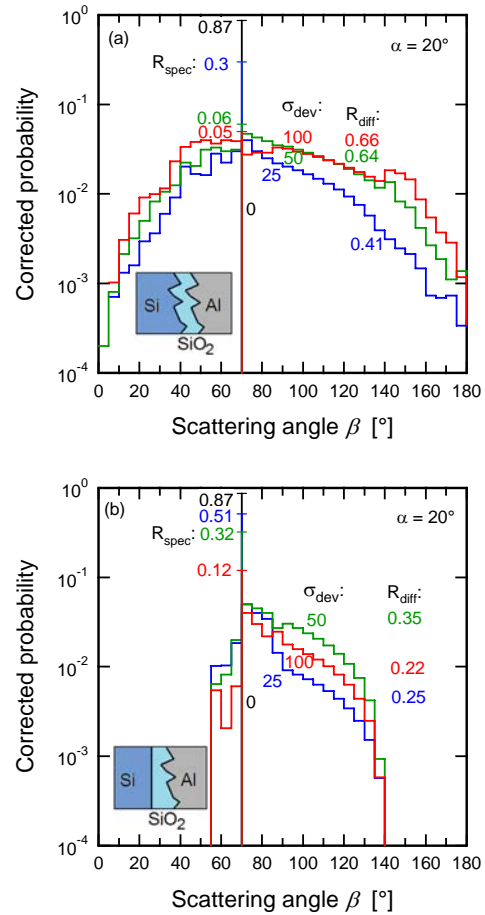 (a)
α = 20°
10⁰
10⁻¹
10⁻²
10⁻³
10⁻⁴
Corrected probability
0.87
R_spec:
0.3
0.06
0.05
σ_dev:
R_diff:
100
0.66
50
0.64
25
0
0.41
Si
Al
SiO₂
0 20 40 60 80 100 120 140 160 180
Scattering angle β [°]
(b)
α = 20°
10⁰
10⁻¹
10⁻²
10⁻³
10⁻⁴
Corrected probability
0.87
0.51
R_spec:
0.32
0.12
σ_dev:
R_diff:
50
0.35
100
0.22
25
0.25
0
Si
Al
SiO₂
0 20 40 60 80 100 120 140 160 180
Scattering angle β [°]